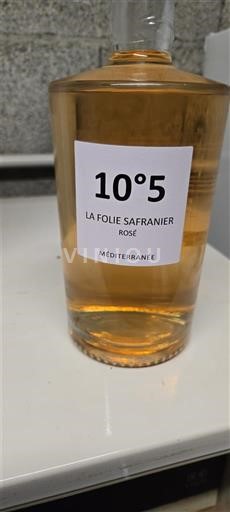 10°5
LA FOLIE SAFRANIER
ROSÉ
VINIOU
MÉDITERRANÉE